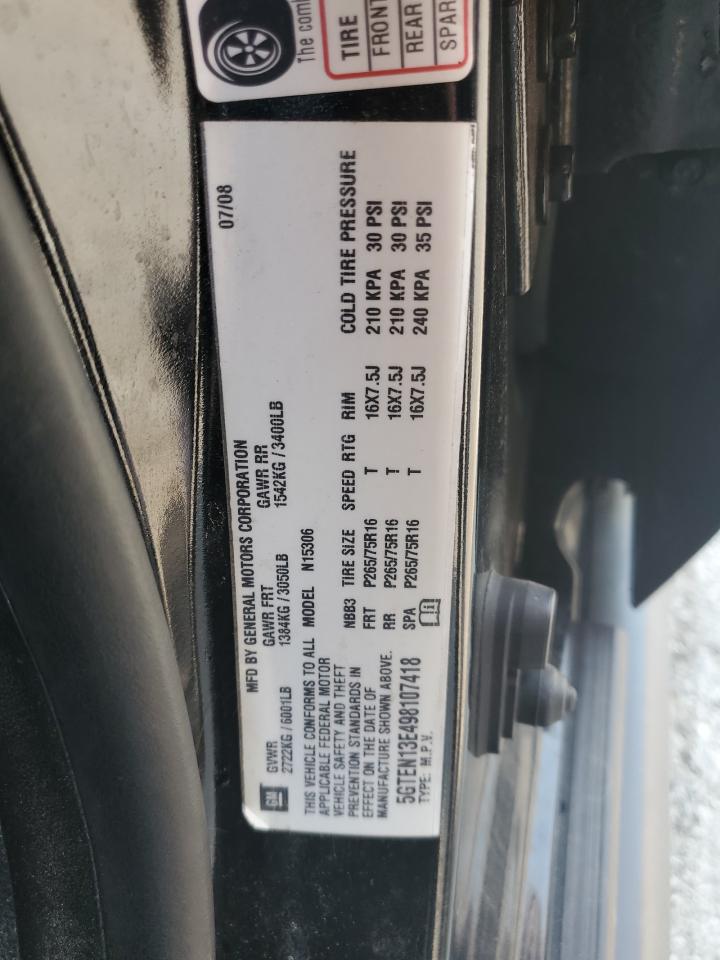 The
TIRE
FRONT
REAR
SPAR
07/08
MFD BY GENERAL MOTORS CORPORATION
GM
GVWR GAWR FRT GAWR RR
2722KG / 6001LB 1384KG / 3050LB 1542KG / 3400LB
THIS VEHICLE CONFORMS TO ALL
APPLICABLE FEDERAL MOTOR
VEHICLE SAFETY AND THEFT
PREVENTION STANDARDS IN
EFFECT ON THE DATE OF
MANUFACTURE SHOWN ABOVE.
5GTEN13E498107418
TYPE: M.P.V.
MODEL N15306
NBB3 TIRE SIZE SPEED RTG RIM COLD TIRE PRESSURE
FRT P265/75R16 T 16X7.5J 210 KPA 30 PSI
RR P265/75R16 T 16X7.5J 210 KPA 30 PSI
SPA P265/75R16 T 16X7.5J 240 KPA 35 PSI